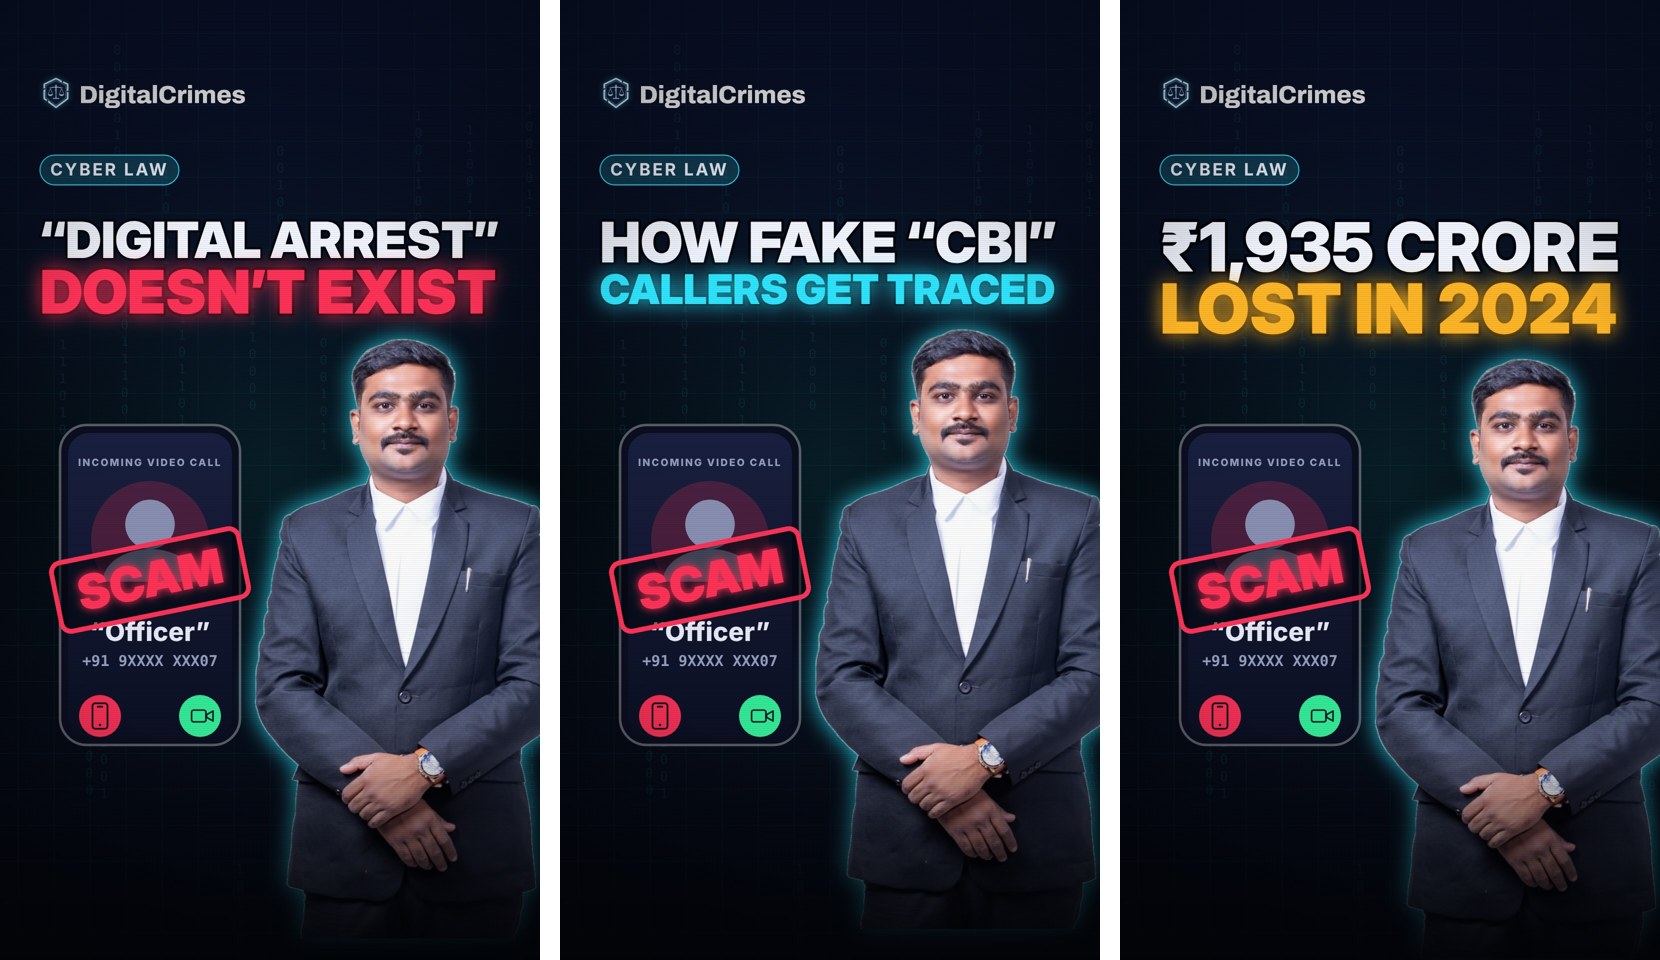 DigitalCrimes
CYBER LAW
“DIGITAL ARREST”
DOESN’T EXIST
INCOMING VIDEO CALL
SCAM
“Officer”
+91 9XXXX XXX07
DigitalCrimes
CYBER LAW
HOW FAKE “CBI”
CALLERS GET TRACED
INCOMING VIDEO CALL
SCAM
“Officer”
+91 9XXXX XXX07
DigitalCrimes
CYBER LAW
₹1,935 CRORE
LOST IN 2024
INCOMING VIDEO CALL
SCAM
“Officer”
+91 9XXXX XXX07